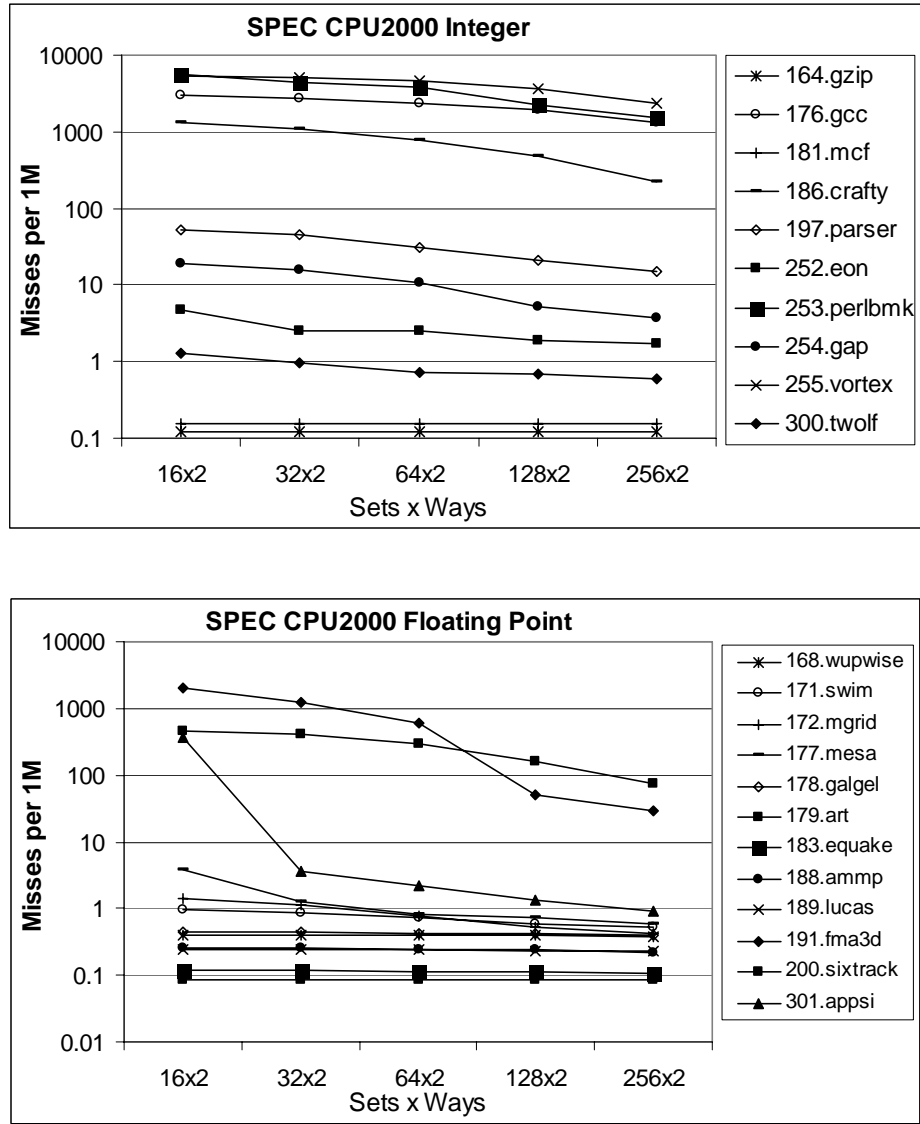 SPEC CPU2000 Integer
10000
1000
100
10
1
0.1
Misses per 1M
16x2 32x2 64x2 128x2 256x2
Sets x Ways
164.gzip
176.gcc
181.mcf
186.crafty
197.parser
252.eon
253.perlbmk
254.gap
255.vortex
300.twolf
SPEC CPU2000 Floating Point
10000
1000
100
10
1
0.1
0.01
Misses per 1M
16x2 32x2 64x2 128x2 256x2
Sets x Ways
168.wupwise
171.swim
172.mgrid
177.mesa
178.galgel
179.art
183.equake
188.ammp
189.lucas
191.fma3d
200.sixtrack
301.appsi